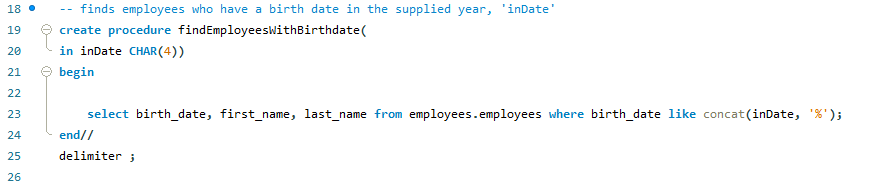 18 -- finds employees who have a birth date in the supplied year, 'inDate'
19 create procedure findEmployeesWithBirthdate(
20 in inDate CHAR(4))
21 begin
22
23 select birth_date, first_name, last_name from employees.employees where birth_date like concat(inDate, '%');
24 end//
25 delimiter ;
26